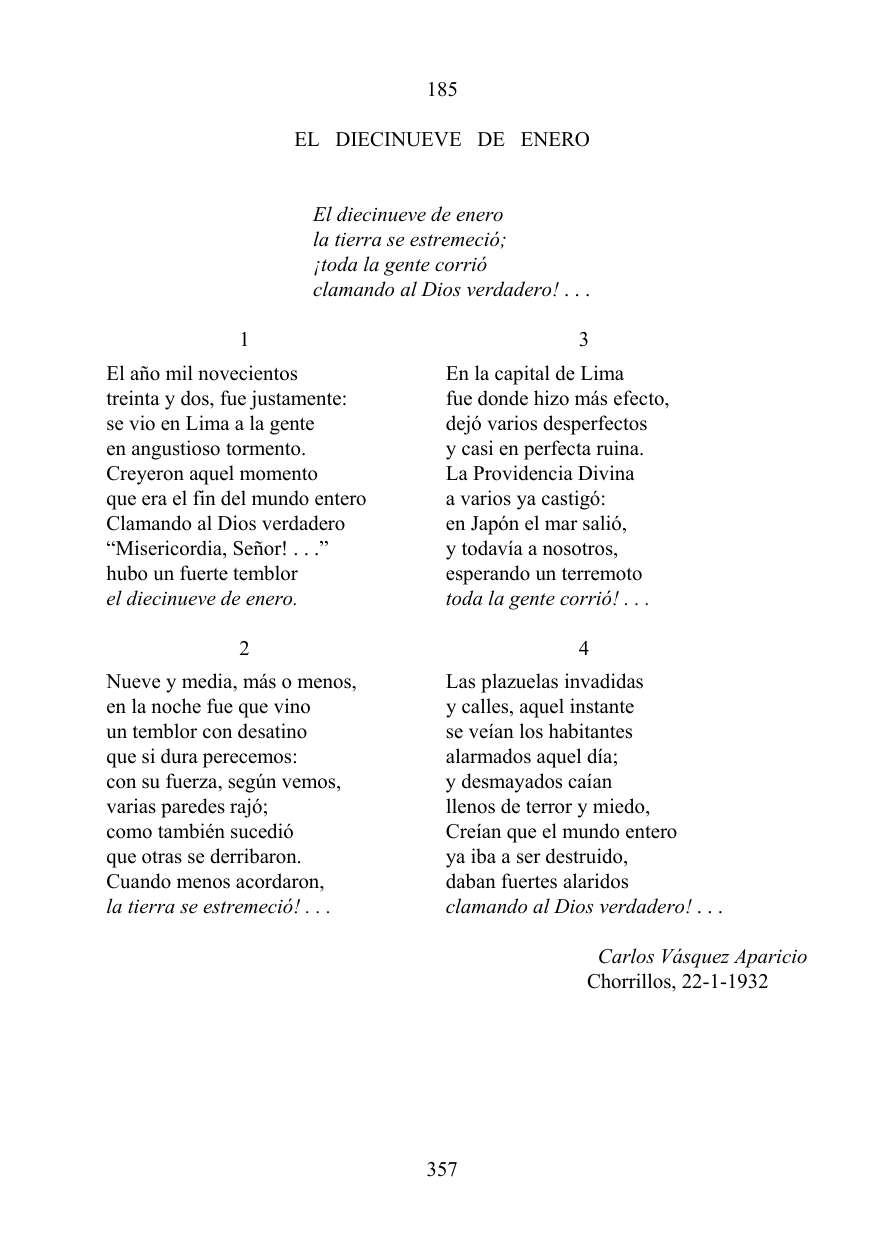 185
EL DIECINUEVE DE ENERO
El diecinueve de enero
la tierra se estremeció;
¡toda la gente corrió
clamando al Dios verdadero! . . .
1
El año mil novecientos
treinta y dos, fue justamente:
se vio en Lima a la gente
en angustioso tormento.
Creyeron aquel momento
que era el fin del mundo entero
Clamando al Dios verdadero
“Misericordia, Señor! . . .”
hubo un fuerte temblor
el diecinueve de enero.
2
Nueve y media, más o menos,
en la noche fue que vino
un temblor con desatino
que si dura perecemos:
con su fuerza, según vemos,
varias paredes rajó;
como también sucedió
que otras se derribaron.
Cuando menos acordaron,
la tierra se estremeció! . . .
3
En la capital de Lima
fue donde hizo más efecto,
dejó varios desperfectos
y casi en perfecta ruina.
La Providencia Divina
a varios ya castigó:
en Japón el mar salió,
y todavía a nosotros,
esperando un terremoto
toda la gente corrió! . . .
4
Las plazuelas invadidas
y calles, aquel instante
se veían los habitantes
alarmados aquel día;
y desmayados caían
llenos de terror y miedo,
Creían que el mundo entero
ya iba a ser destruido,
daban fuertes alaridos
clamando al Dios verdadero! . . .
Carlos Vásquez Aparicio
Chorrillos, 22-1-1932
357